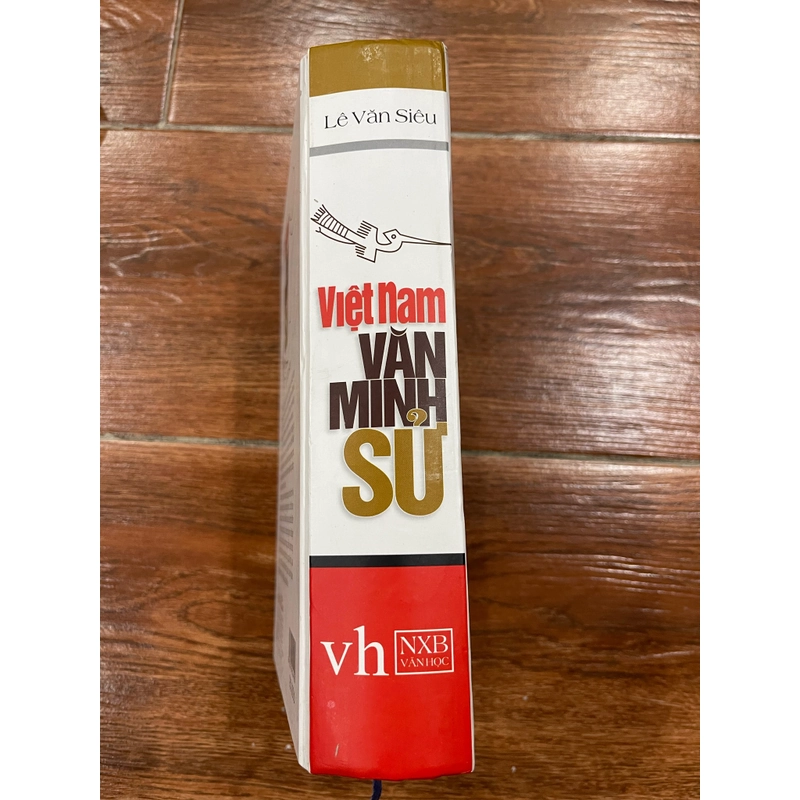 Lê Văn Siêu
Việt Nam
VĂN
MINH
SỬ
vh
NXB
VĂN HỌC